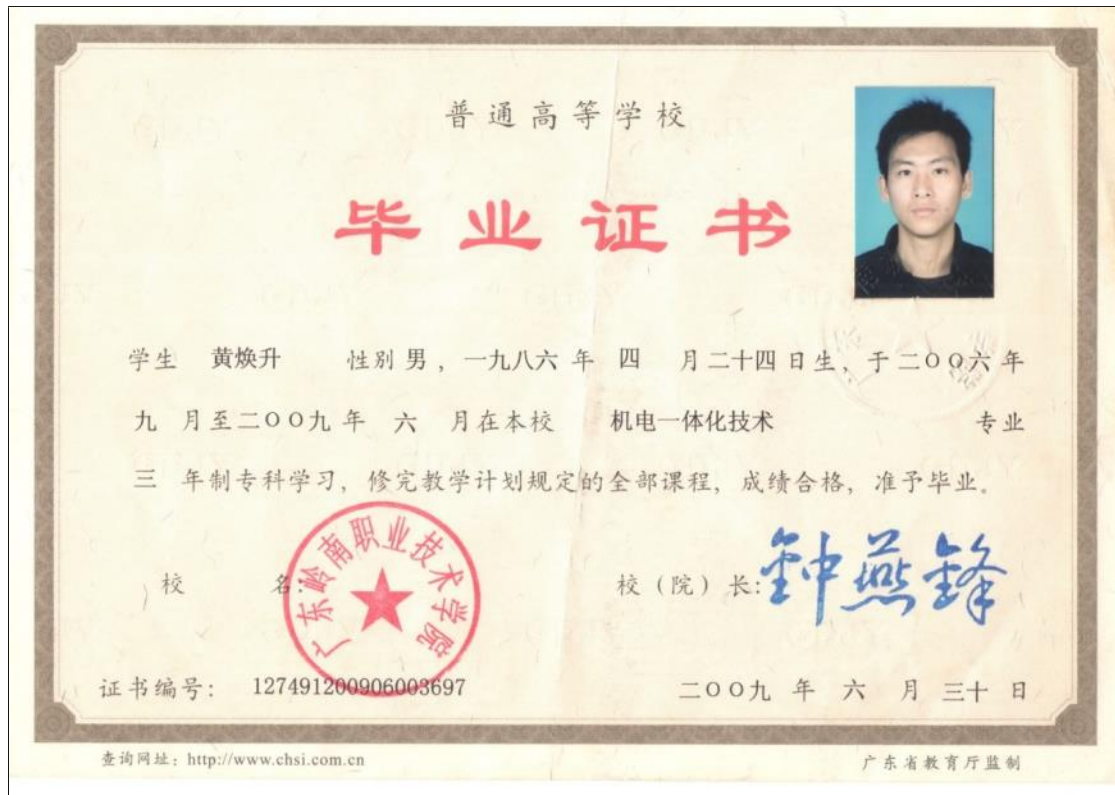 普通高等学校
毕业证书
学生 黄焕升 性别 男，一九八六 年 四 月 二十四 日生，于 二〇〇六 年
九 月至 二〇〇九 年 六 月在本校 机电一体化技术 专业
三 年制专科学习，修完教学计划规定的全部课程，成绩合格，准予毕业。
校 名： 校（院）长：钟燕锋
广东岭南职业技术学院
证书编号： 127491200906003697 二〇〇九 年 六 月 三十 日
查询网址：http://www.chsi.com.cn 广东省教育厅监制